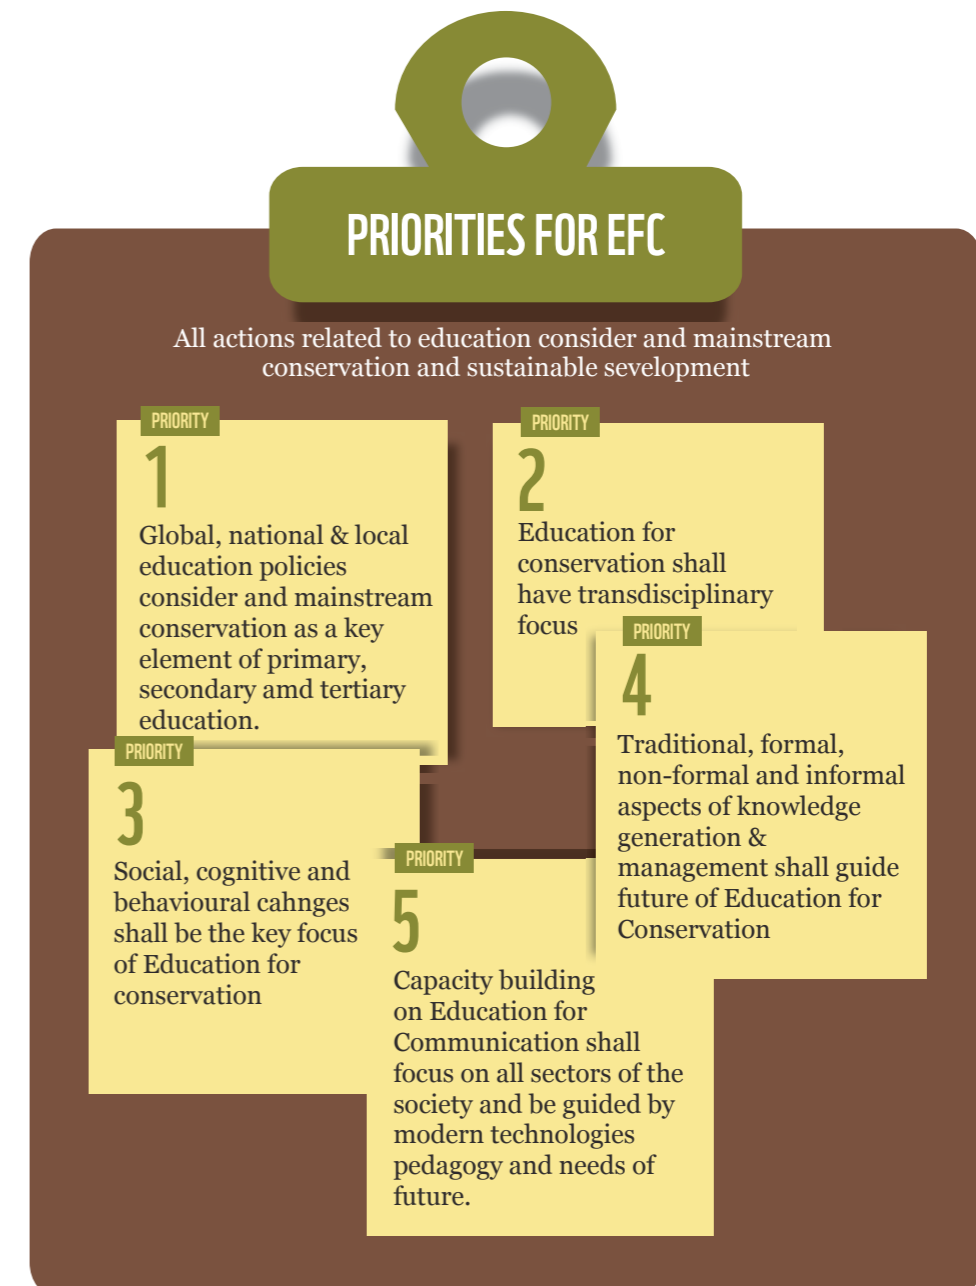 PRIORITIES FOR EFC
All actions related to education consider and mainstream
conservation and sustainable sevelopment
PRIORITY
1
Global, national & local
education policies
consider and mainstream
conservation as a key
element of primary,
secondary amd tertiary
education.
PRIORITY
2
Education for
conservation shall
have transdisciplinary
focus
PRIORITY
3
Social, cognitive and
behavioural cahnges
shall be the key focus
of Education for
conservation
PRIORITY
4
Traditional, formal,
non-formal and informal
aspects of knowledge
generation &
management shall guide
future of Education for
Conservation
PRIORITY
5
Capacity building
on Education for
Communication shall
focus on all sectors of the
society and be guided by
modern technologies
pedagogy and needs of
future.